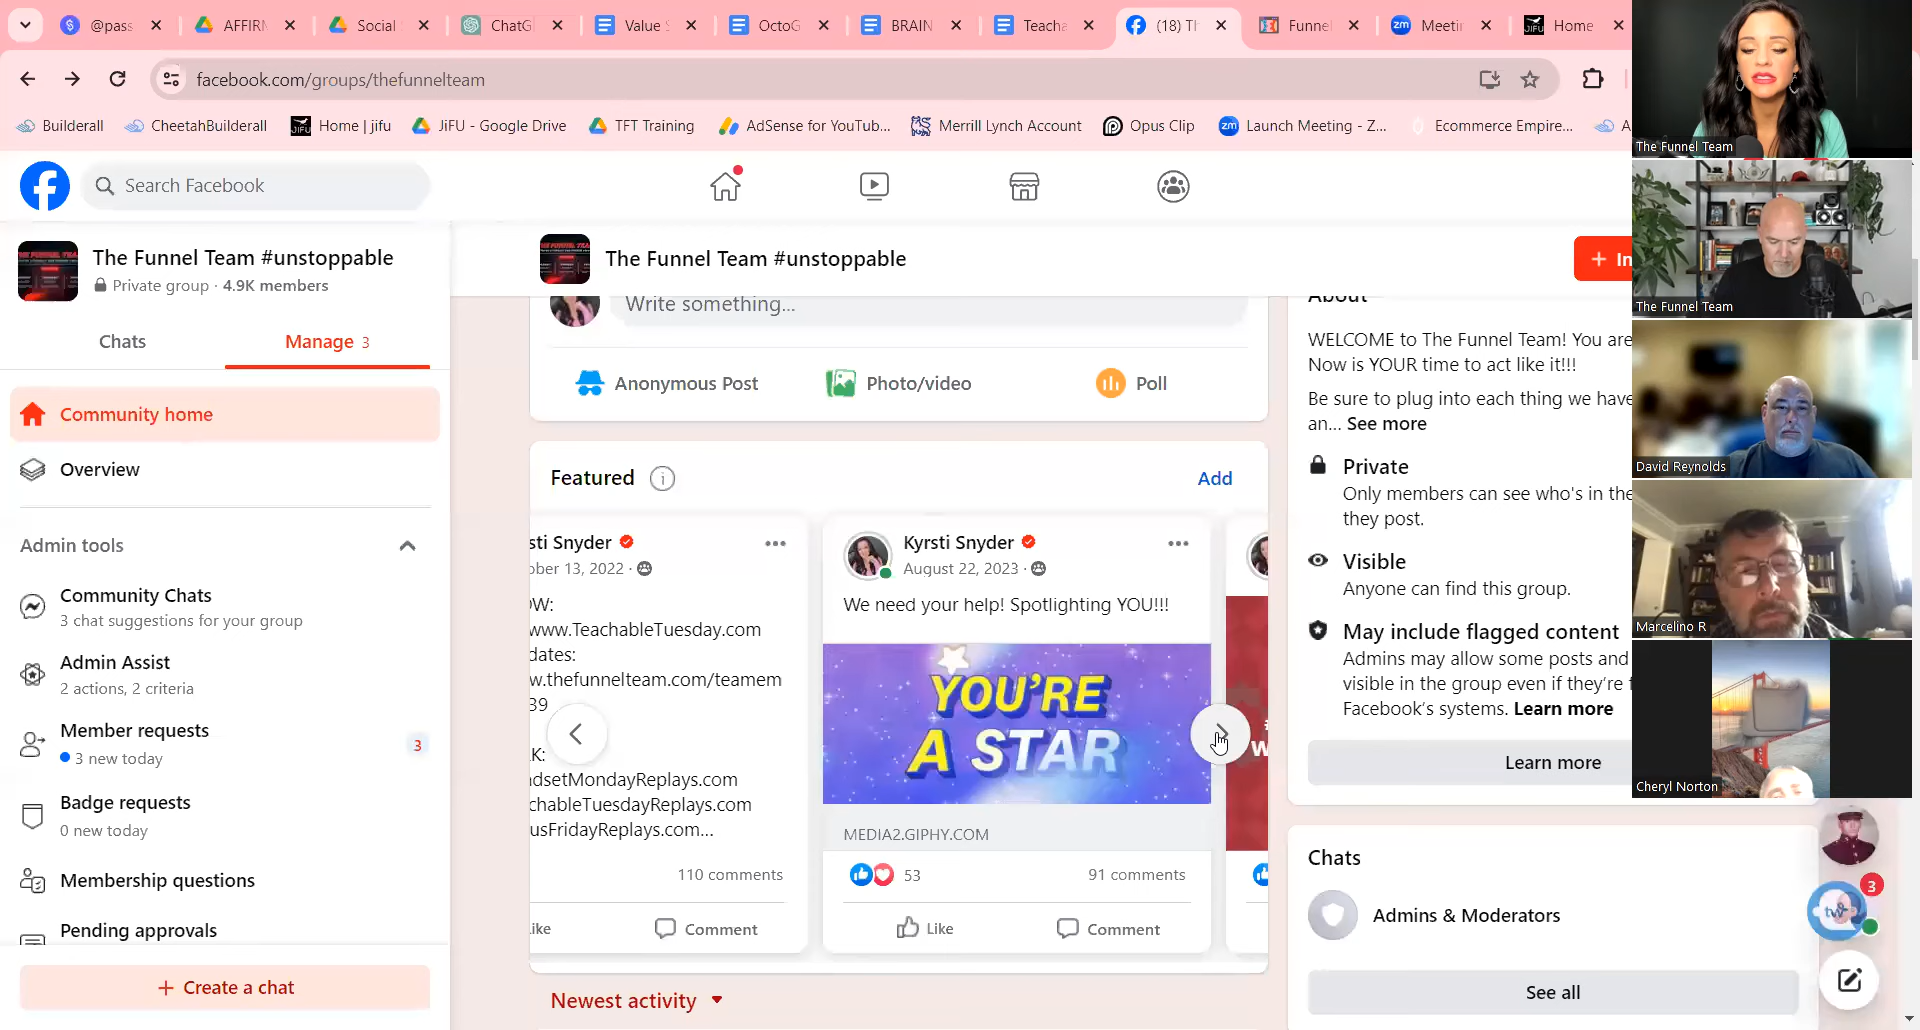 @pass
AFFIRM
Social
ChatG
Value S
OctoG
BRAIN
Teacha
(18) Th
Funnel
Meeti
Home
facebook.com/groups/thefunnelteam
Builderall
CheetahBuilderall
Home | jifu
JiFU - Google Drive
TFT Training
AdSense for YouTub...
Merrill Lynch Account
Opus Clip
Launch Meeting - Z...
Ecommerce Empire...
A
The Funnel Team
Search Facebook
The Funnel Team #unstoppable
Private group · 4.9K members
Chats
Manage 3
Community home
Overview
Admin tools
Community Chats
3 chat suggestions for your group
Admin Assist
2 actions, 2 criteria
Member requests
3 new today
3
Badge requests
0 new today
Membership questions
Pending approvals
+ Create a chat
The Funnel Team #unstoppable
+ In
Write something...
Anonymous Post
Photo/video
Poll
Featured
Add
sti Snyder
ber 13, 2022 ·
OW:
www.TeachableTuesday.com
dates:
w.thefunnelteam.com/teamem
39
K:
ndsetMondayReplays.com
chableTuesdayReplays.com
usFridayReplays.com...
110 comments
ike
Comment
Kyrsti Snyder
August 22, 2023 ·
We need your help! Spotlighting YOU!!!
YOU'RE
A STAR
MEDIA2.GIPHY.COM
53
91 comments
Like
Comment
W
Newest activity
About
WELCOME to The Funnel Team! You are
Now is YOUR time to act like it!!!
Be sure to plug into each thing we have
an... See more
Private
Only members can see who's in the
they post.
Visible
Anyone can find this group.
May include flagged content
Admins may allow some posts and
visible in the group even if they're f
Facebook's systems. Learn more
Learn more
Chats
Admins & Moderators
See all
3
The Funnel Team
David Reynolds
Marcelino R
Cheryl Norton